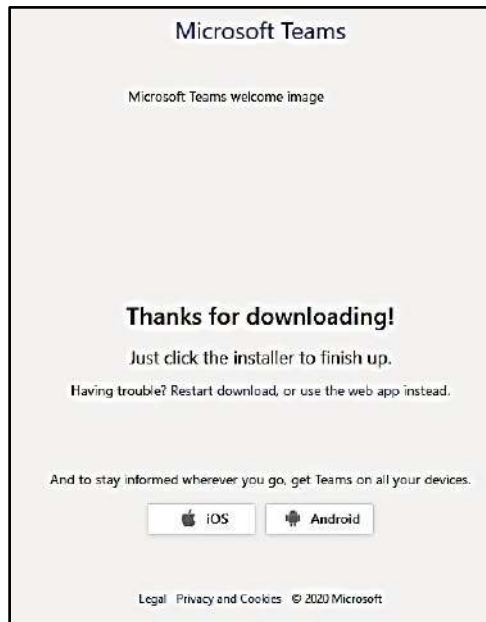 Microsoft Teams
Microsoft Teams welcome image
Thanks for downloading!
Just click the installer to finish up.
Having trouble? Restart download, or use the web app instead.
And to stay informed wherever you go, get Teams on all your devices.
iOS Android
Legal Privacy and Cookies © 2020 Microsoft